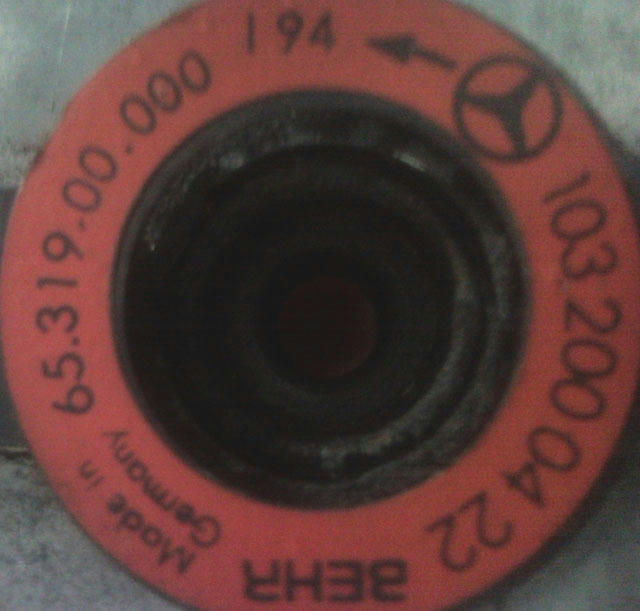 194
103 200 04 22
BEHR
Made in
Germany
65.319.00.000